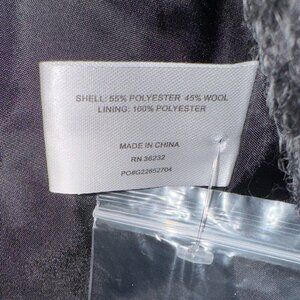 SHELL: 55% POLYESTER 45% WOOL
LINING: 100% POLYESTER
MADE IN CHINA
RN 36232
PO#G22652704